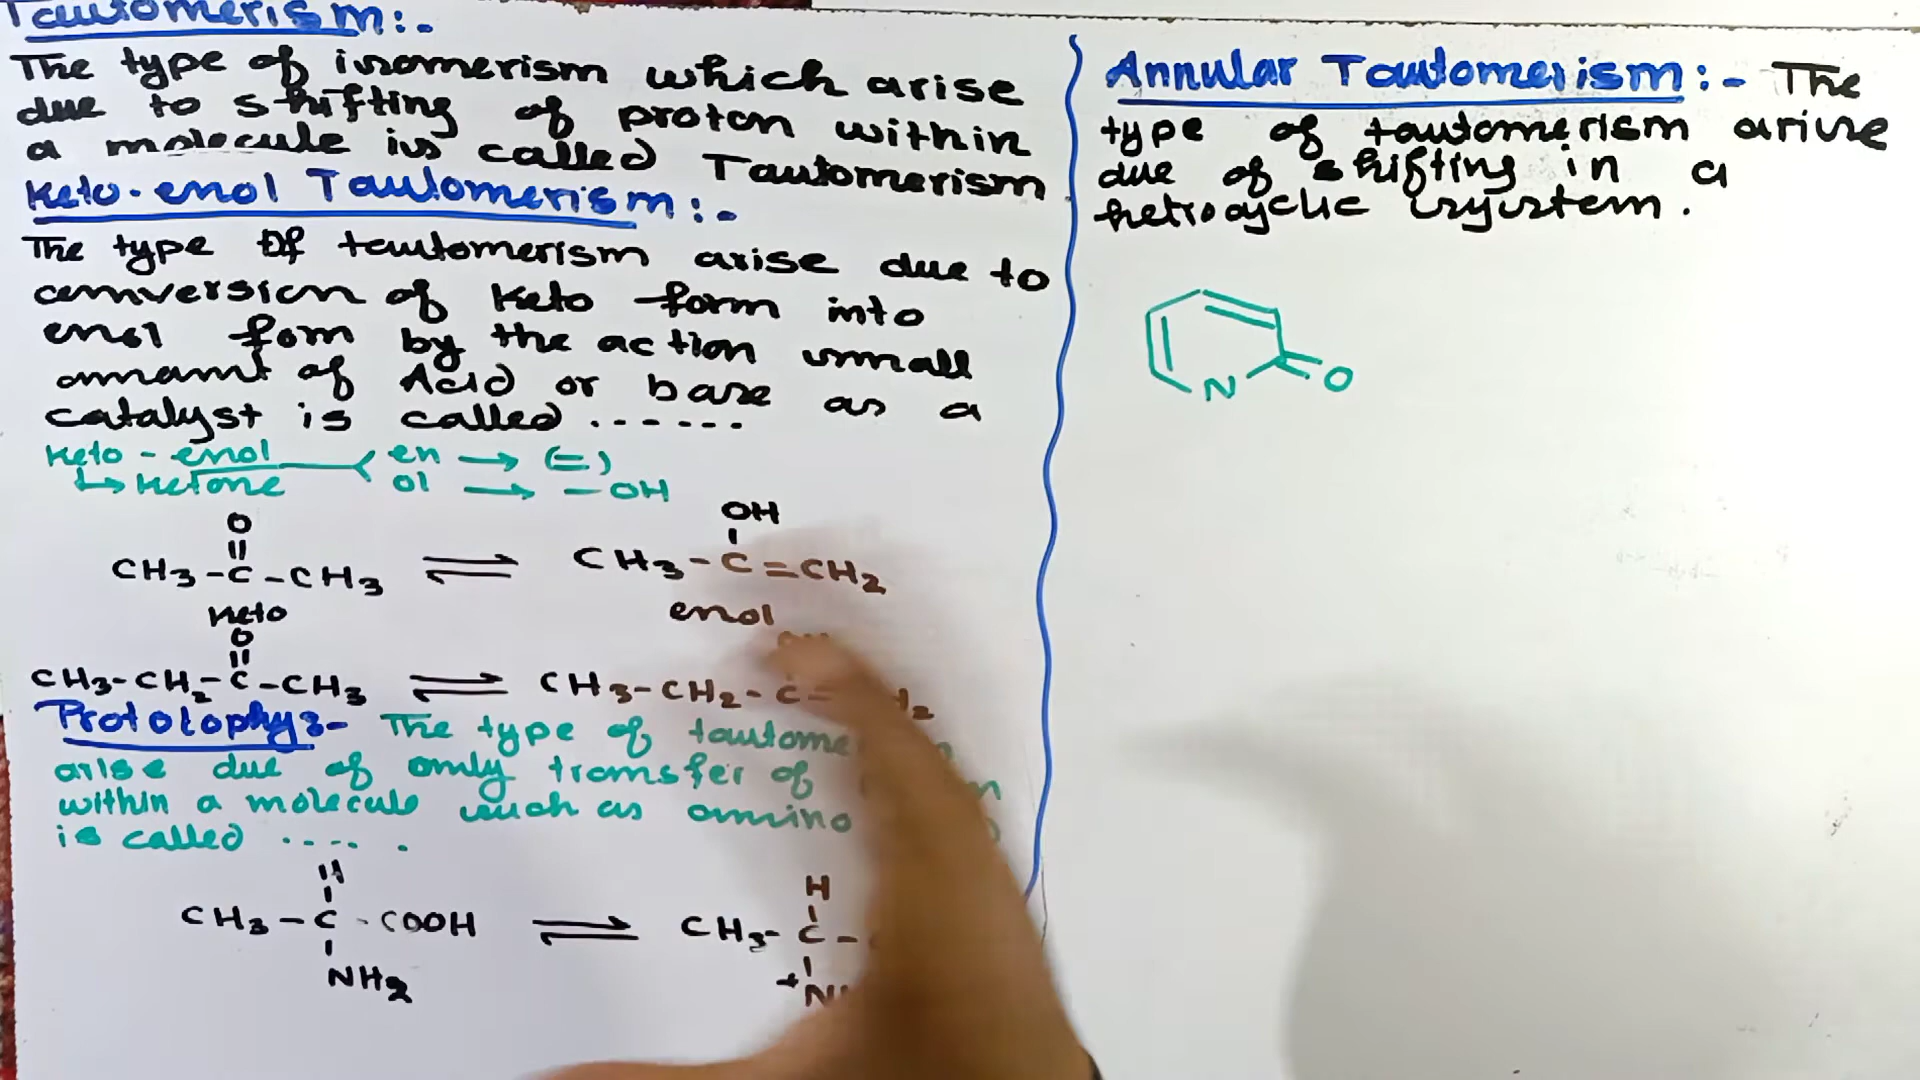 Tautomerism:-
The type of isomerism which arise
due to shifting of proton within
a molecule is called Tautomerism
Keto-enol Tautomerism:-
The type Of tautomerism arise due to
conversion of Keto form into
enol form by the action small
amamt of Acid or base as a
catalyst is called ......
Keto - enol < en → (=)
ol → -OH
↳ Ketone
O
||
CH3-C-CH3 ⇌
Keto
OH
|
CH3-C=CH2
enol
O
||
CH3-CH2-C-CH3 ⇌ CH3-CH2-C=
Protolophy:- The type of
arise due of only transfer of
within a molecule such as amino
is called .....
H
|
CH3-C-COOH ⇌
|
NH2
H
|
CH3-C-
|
+N
Annular Tautomerism:- The
type of tautomerism arise
due of shifting in a
hetrocyclic system.
N
O